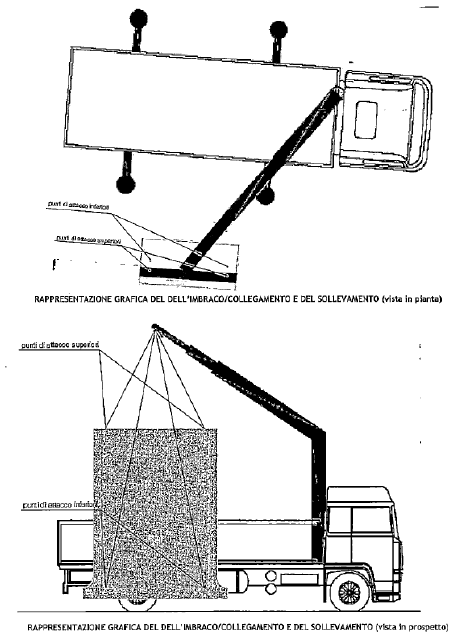 punti di attacco inferiori
punti di attacco superiori
RAPPRESENTAZIONE GRAFICA DEL DELL'IMBRACO/COLLEGAMENTO E DEL SOLLEVAMENTO (vista in pianta)
punti di attacco superiori
punti di attacco inferiori
RAPPRESENTAZIONE GRAFICA DEL DELL'IMBRACO/COLLEGAMENTO E DEL SOLLEVAMENTO (vista in prospetto)